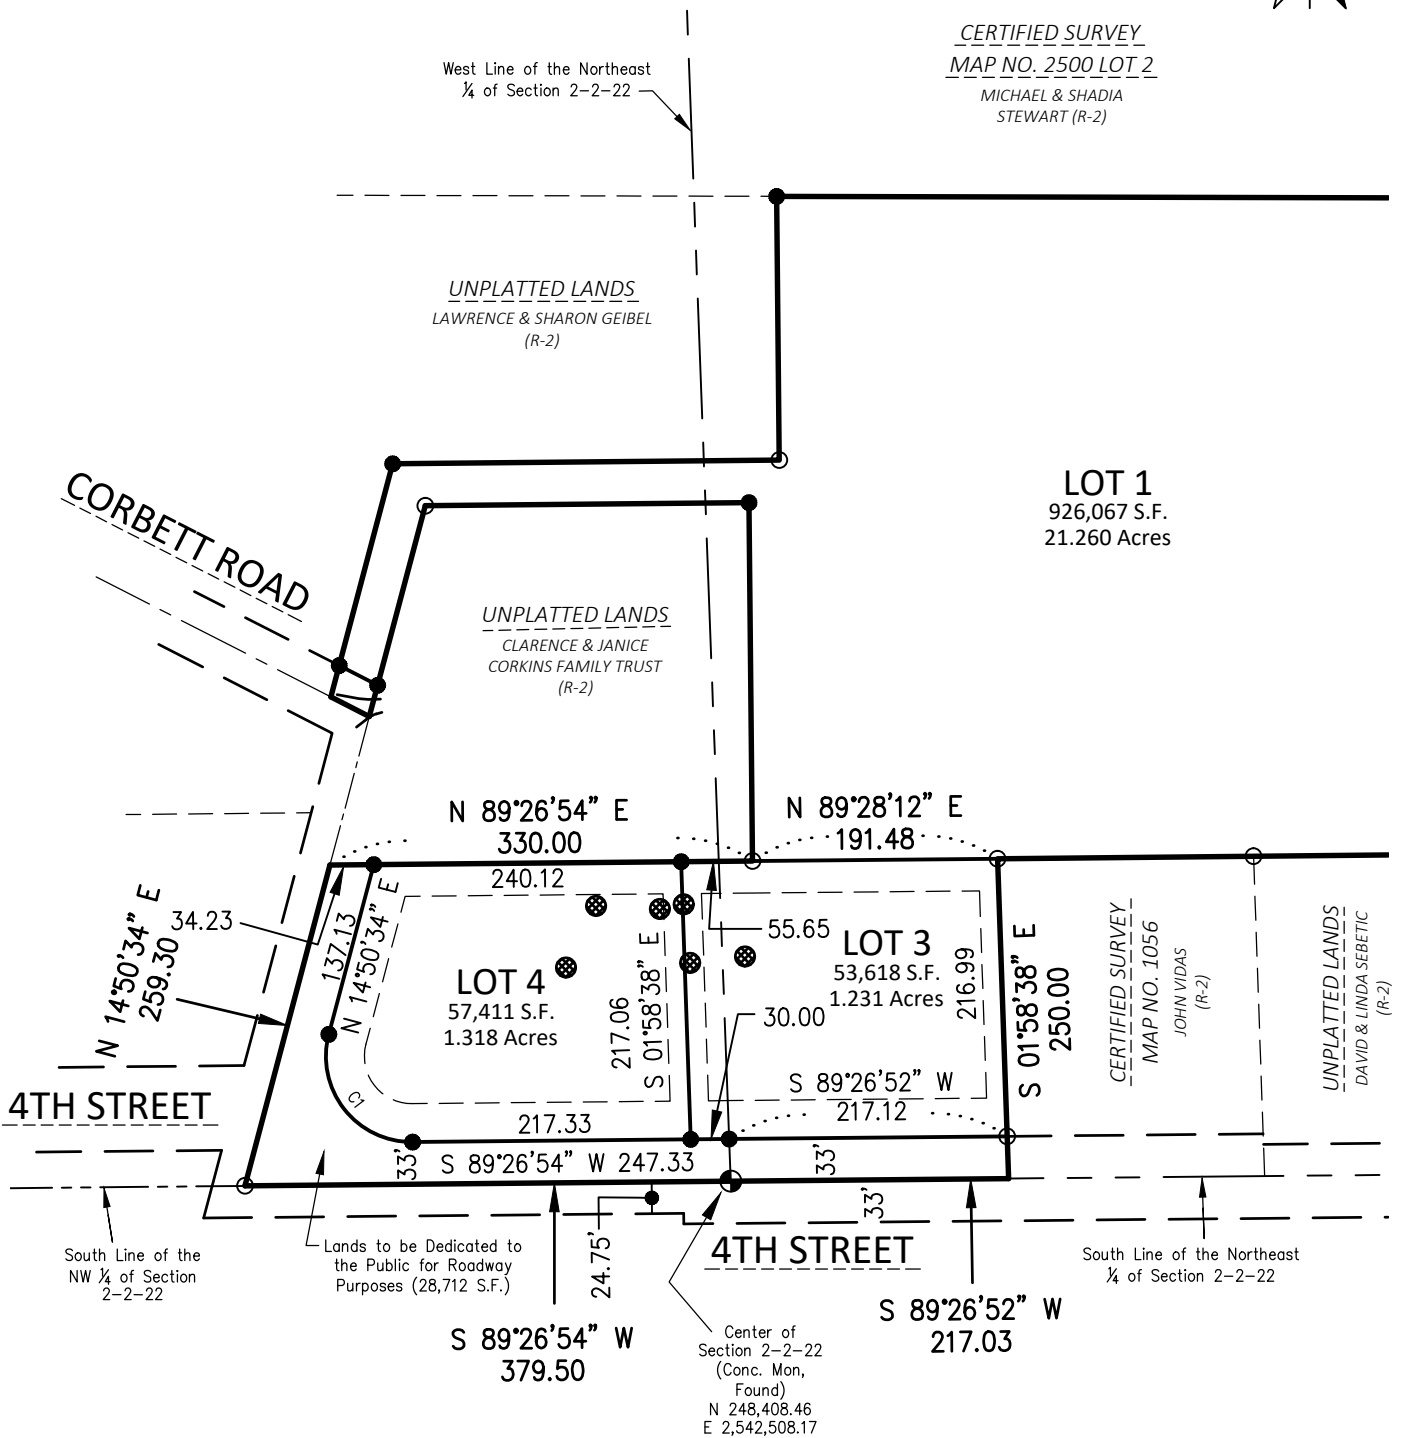 CERTIFIED SURVEY
MAP NO. 2500 LOT 2
MICHAEL & SHADIA
STEWART (R-2)
West Line of the Northeast
¼ of Section 2-2-22
UNPLATTED LANDS
LAWRENCE & SHARON GEIBEL
(R-2)
LOT 1
926,067 S.F.
21.260 Acres
CORBETT ROAD
UNPLATTED LANDS
CLARENCE & JANICE
CORKINS FAMILY TRUST
(R-2)
N 89°26'54" E
330.00
N 89°28'12" E
191.48
240.12
N 14°50'34" E
259.30
34.23
137.13
N 14°50'34" E
55.65
LOT 4
57,411 S.F.
1.318 Acres
217.06
S 01°58'38" E
LOT 3
53,618 S.F.
1.231 Acres
216.99
30.00
S 01°58'38" E
250.00
CERTIFIED SURVEY
MAP NO. 1056
JOHN VIDAS
(R-2)
UNPLATTED LANDS
DAVID & LINDA SEBETIC
(R-2)
S 89°26'52" W
217.12
C1
4TH STREET
217.33
33'
S 89°26'54" W 247.33
33'
33'
24.75'
South Line of the
NW ¼ of Section
2-2-22
Lands to be Dedicated to
the Public for Roadway
Purposes (28,712 S.F.)
4TH STREET
South Line of the Northeast
¼ of Section 2-2-22
S 89°26'54" W
379.50
Center of
Section 2-2-22
(Conc. Mon,
Found)
N 248,408.46
E 2,542,508.17
S 89°26'52" W
217.03